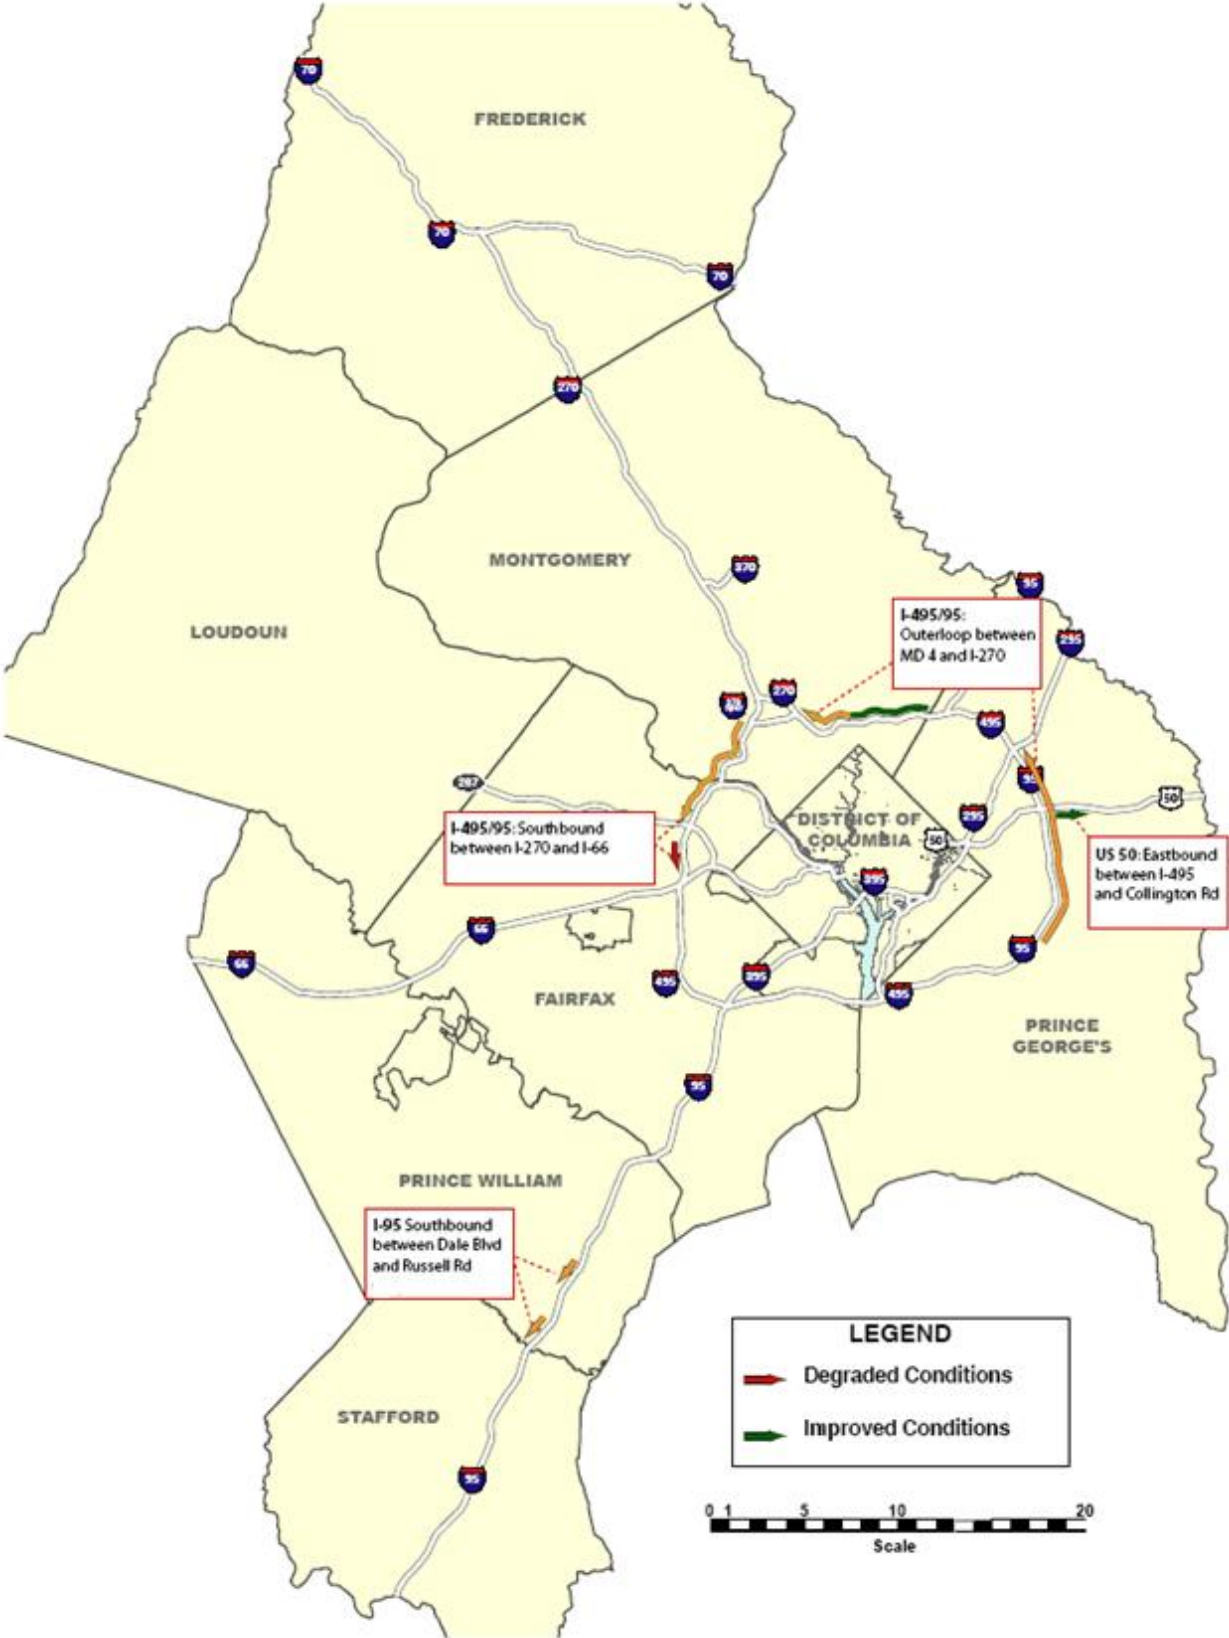 70
FREDERICK
70
70
270
MONTGOMERY
370
95
LOUDOUN
I-495/95:
Outerloop between
MD 4 and I-270
295
270
495
95
267
50
I-495/95: Southbound
between I-270 and I-66
DISTRICT OF
COLUMBIA
295
50
US 50: Eastbound
between I-495
and Collington Rd
395
66
66
95
495
395
495
FAIRFAX
PRINCE
GEORGE'S
95
PRINCE WILLIAM
I-95 Southbound
between Dale Blvd
and Russell Rd
LEGEND
Degraded Conditions
Improved Conditions
STAFFORD
95
0 1 5 10 20
Scale